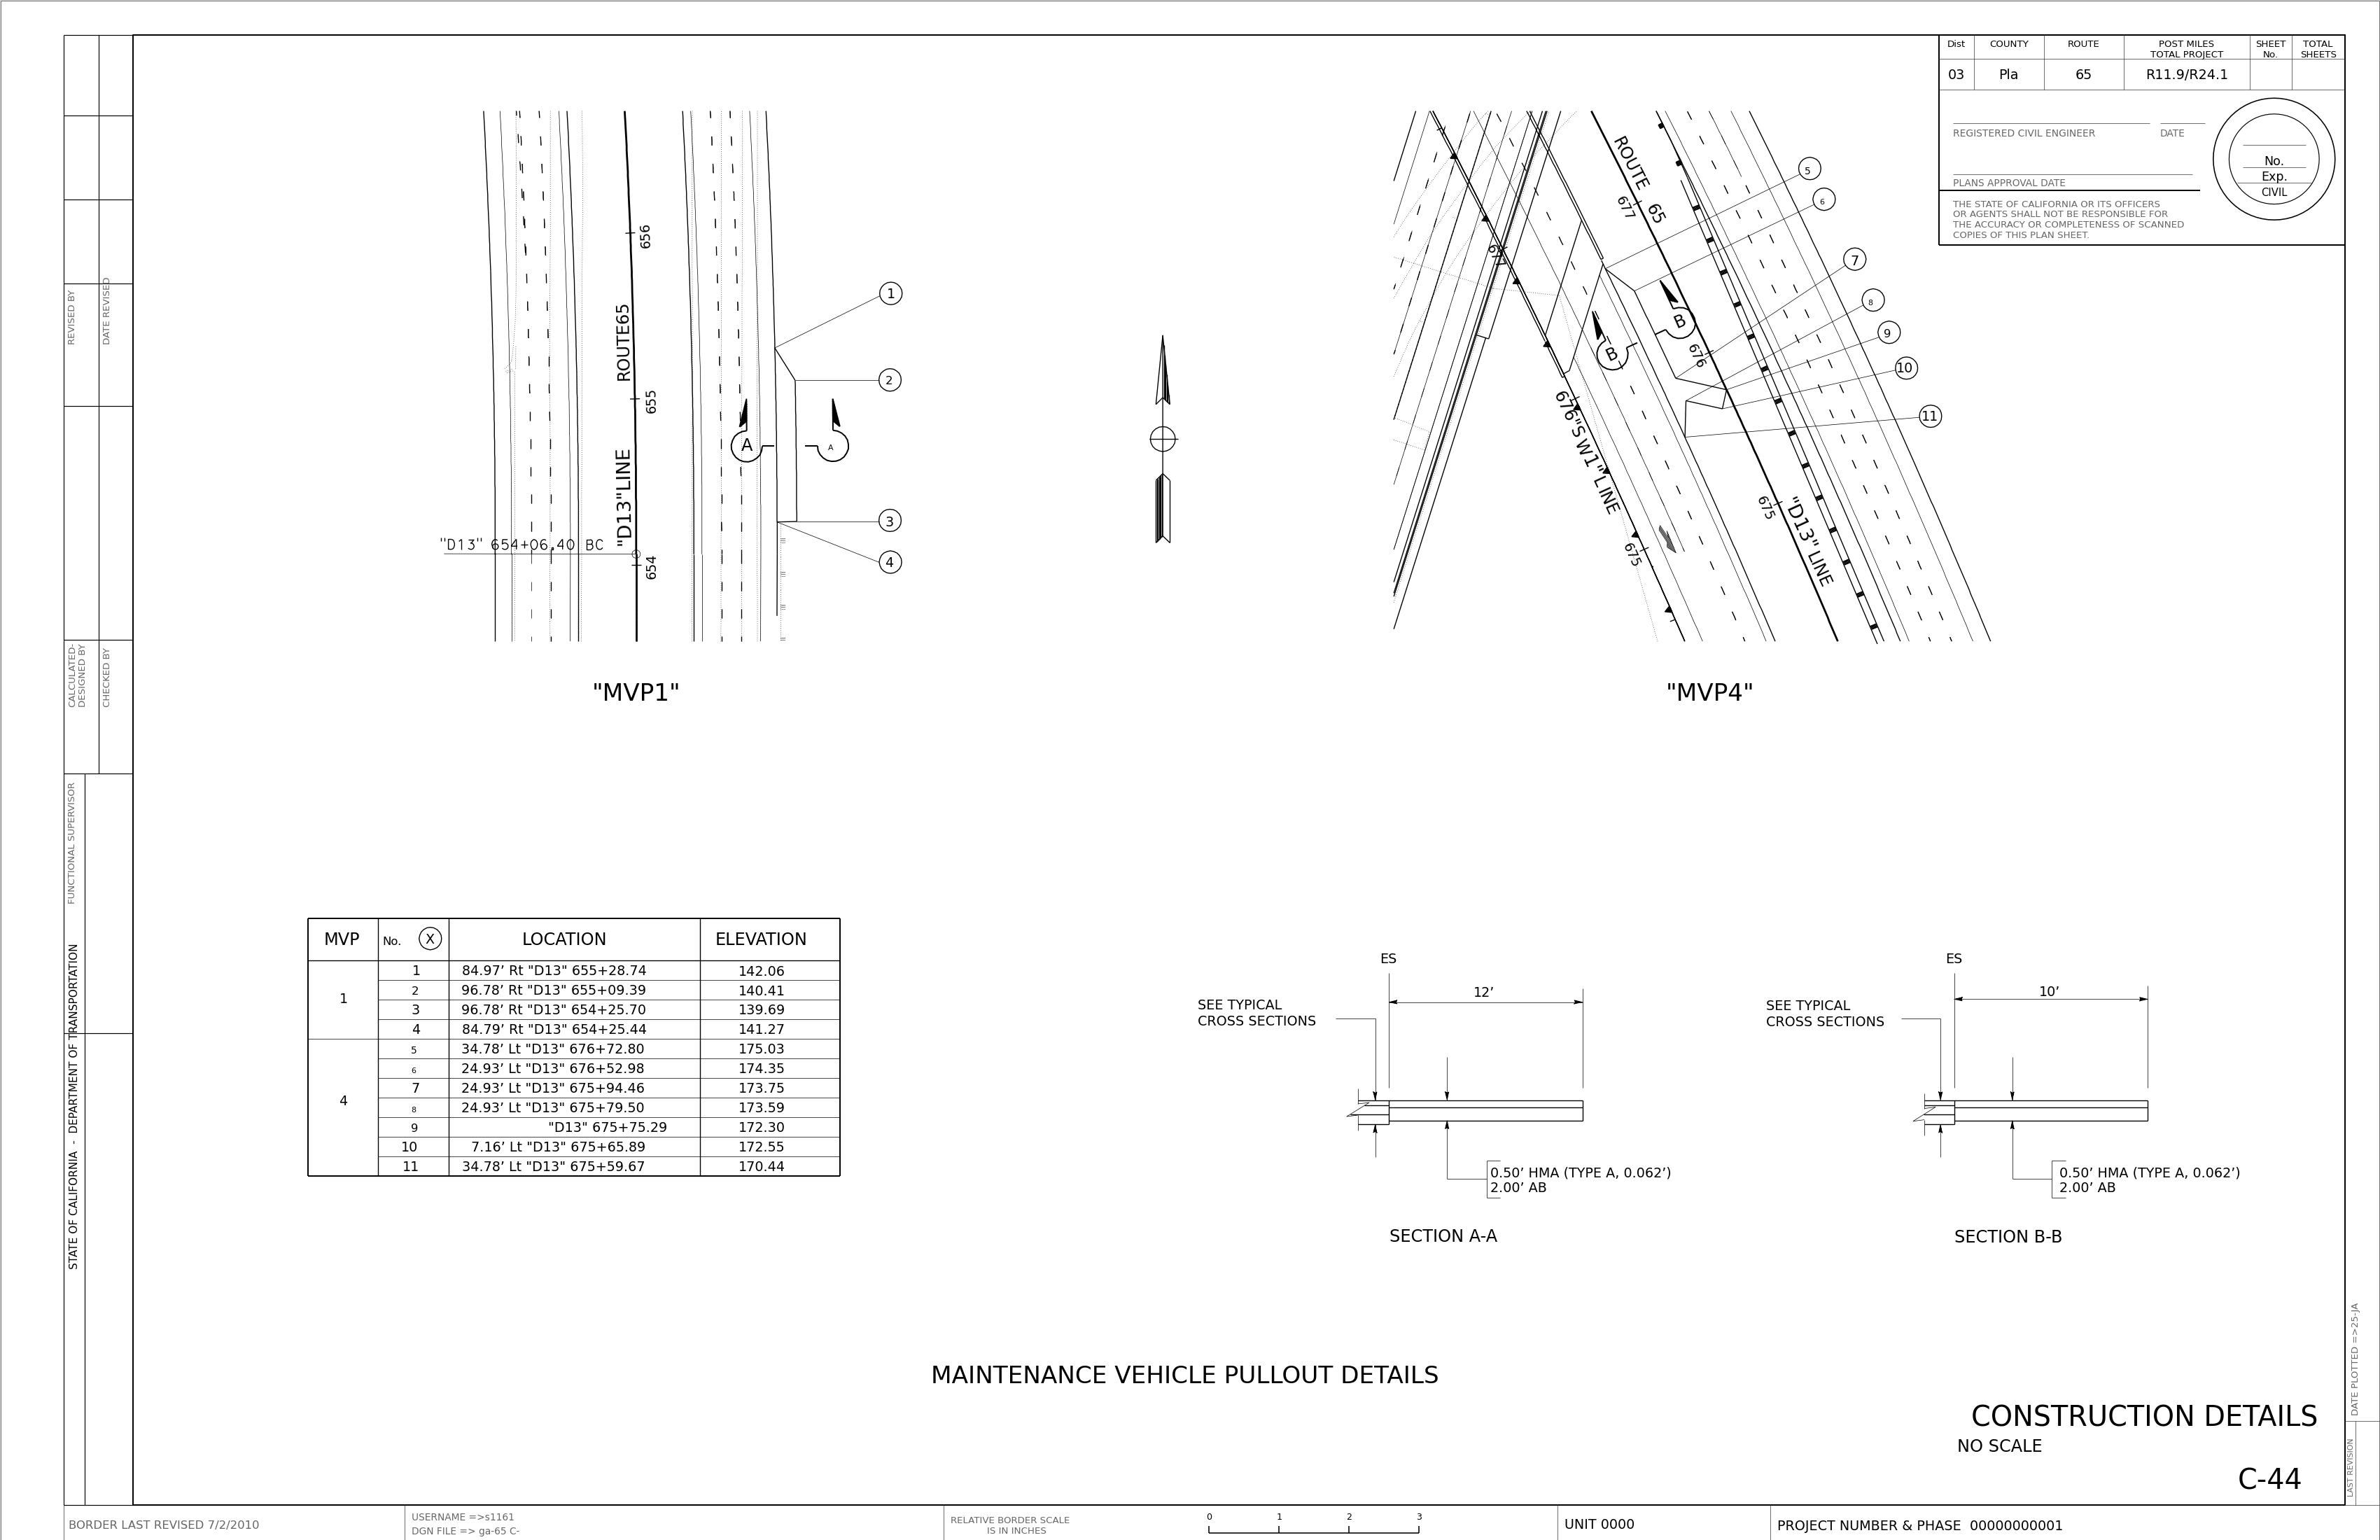 Dist COUNTY ROUTE POST MILES TOTAL PROJECT SHEET No. TOTAL SHEETS
03 Pla 65 R11.9/R24.1
REGISTERED CIVIL ENGINEER DATE
PLANS APPROVAL DATE
THE STATE OF CALIFORNIA OR ITS OFFICERS
OR AGENTS SHALL NOT BE RESPONSIBLE FOR
THE ACCURACY OR COMPLETENESS OF SCANNED
COPIES OF THIS PLAN SHEET.
No.
Exp.
CIVIL
REVISED BY
DATE REVISED
CALCULATED-
DESIGNED BY
CHECKED BY
FUNCTIONAL SUPERVISOR
STATE OF CALIFORNIA - DEPARTMENT OF TRANSPORTATION
656
ROUTE65
655
"D13"LINE
654
"D13" 654+06.40 BC
A
A
1
2
3
4
"MVP1"
ROUTE 65
677
677
676
676
"SW1"LINE
675
675
"D13"LINE
B
B
5
6
7
8
9
10
11
"MVP4"
MVP No. X LOCATION ELEVATION
1
1 84.97’ Rt "D13" 655+28.74 142.06
2 96.78’ Rt "D13" 655+09.39 140.41
3 96.78’ Rt "D13" 654+25.70 139.69
4 84.79’ Rt "D13" 654+25.44 141.27
4
5 34.78’ Lt "D13" 676+72.80 175.03
6 24.93’ Lt "D13" 676+52.98 174.35
7 24.93’ Lt "D13" 675+94.46 173.75
8 24.93’ Lt "D13" 675+79.50 173.59
9 "D13" 675+75.29 172.30
10 7.16’ Lt "D13" 675+65.89 172.55
11 34.78’ Lt "D13" 675+59.67 170.44
ES
12’
SEE TYPICAL
CROSS SECTIONS
0.50’ HMA (TYPE A, 0.062’)
2.00’ AB
SECTION A-A
ES
10’
SEE TYPICAL
CROSS SECTIONS
0.50’ HMA (TYPE A, 0.062’)
2.00’ AB
SECTION B-B
MAINTENANCE VEHICLE PULLOUT DETAILS
CONSTRUCTION DETAILS
NO SCALE
C-44
DATE PLOTTED =>25-JA
LAST REVISION
BORDER LAST REVISED 7/2/2010
USERNAME =>s1161
DGN FILE => ga-65 C-
RELATIVE BORDER SCALE
IS IN INCHES
0 1 2 3
UNIT 0000
PROJECT NUMBER & PHASE 00000000001